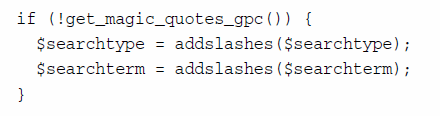 if (!get_magic_quotes_gpc()) {
  $searchtype = addslashes($searchtype);
  $searchterm = addslashes($searchterm);
}